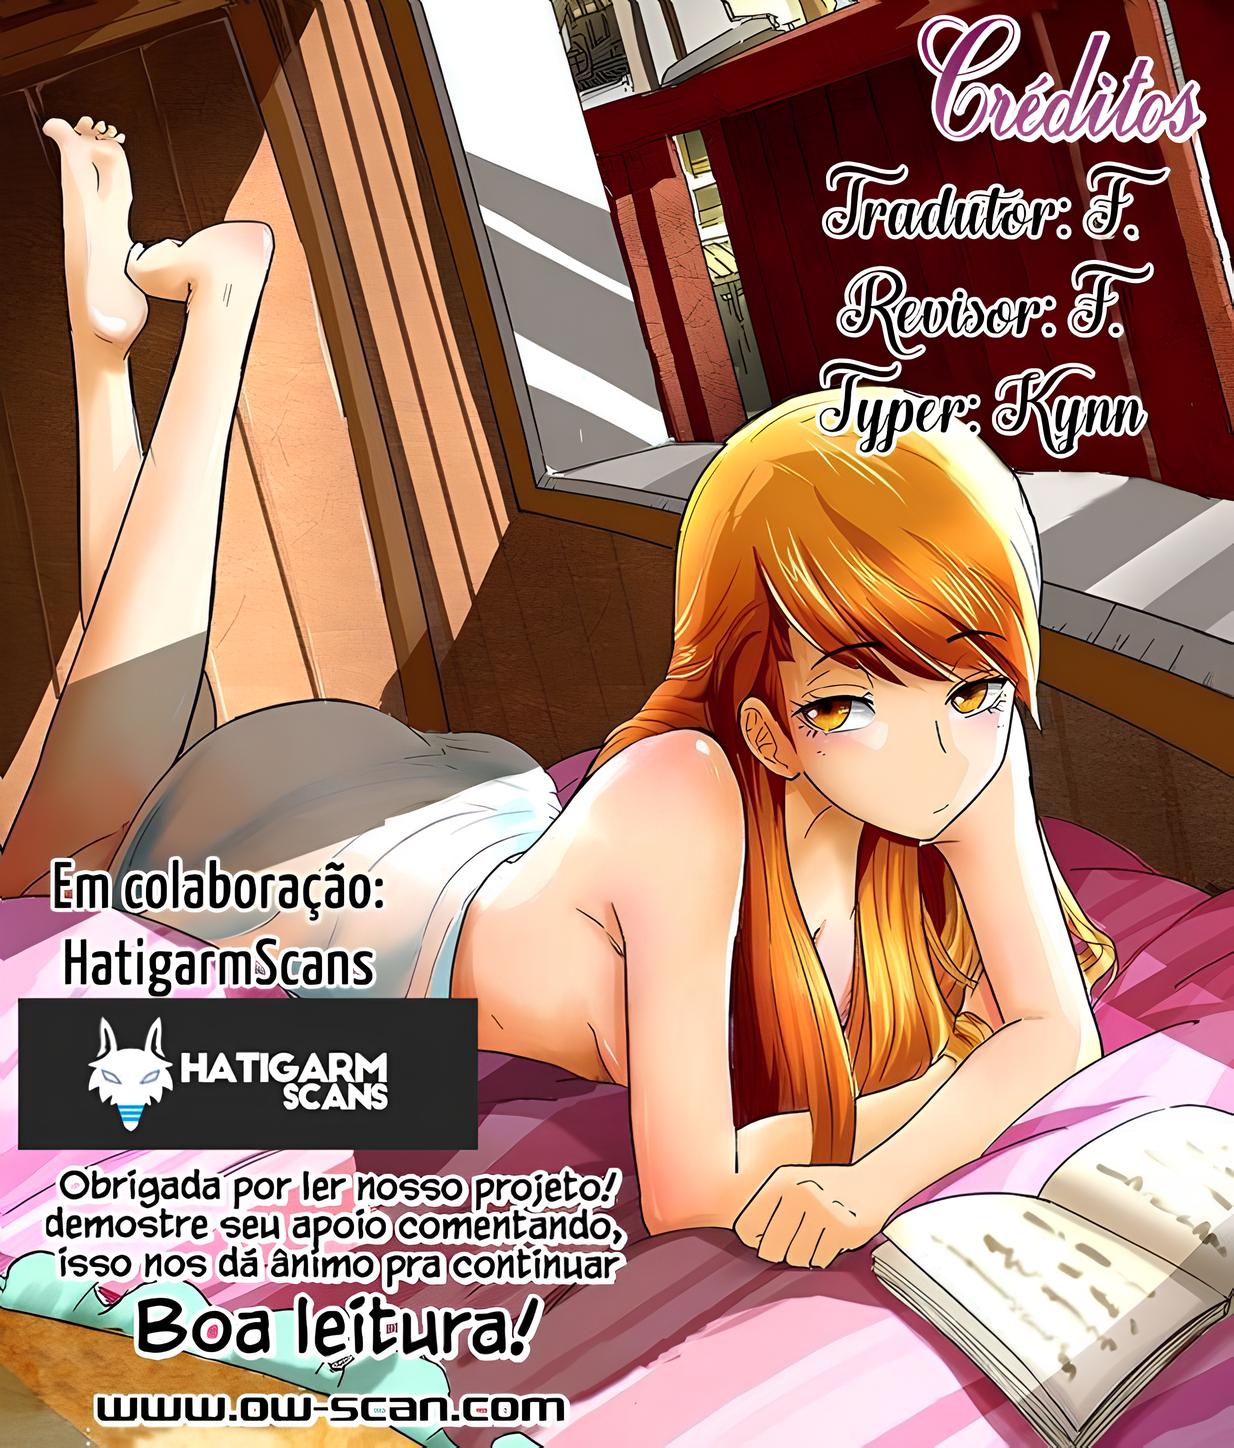 Créditos
Tradutor: F.
Revisor: F.
Typer: Kynn
Em colaboração:
HatigarmScans
HATIGARM
SCANS
Obrigada por ler nosso projeto!
demostre seu apoio comentando,
isso nos dá ânimo pra continuar
Boa leitura!
www.ow-scan.com